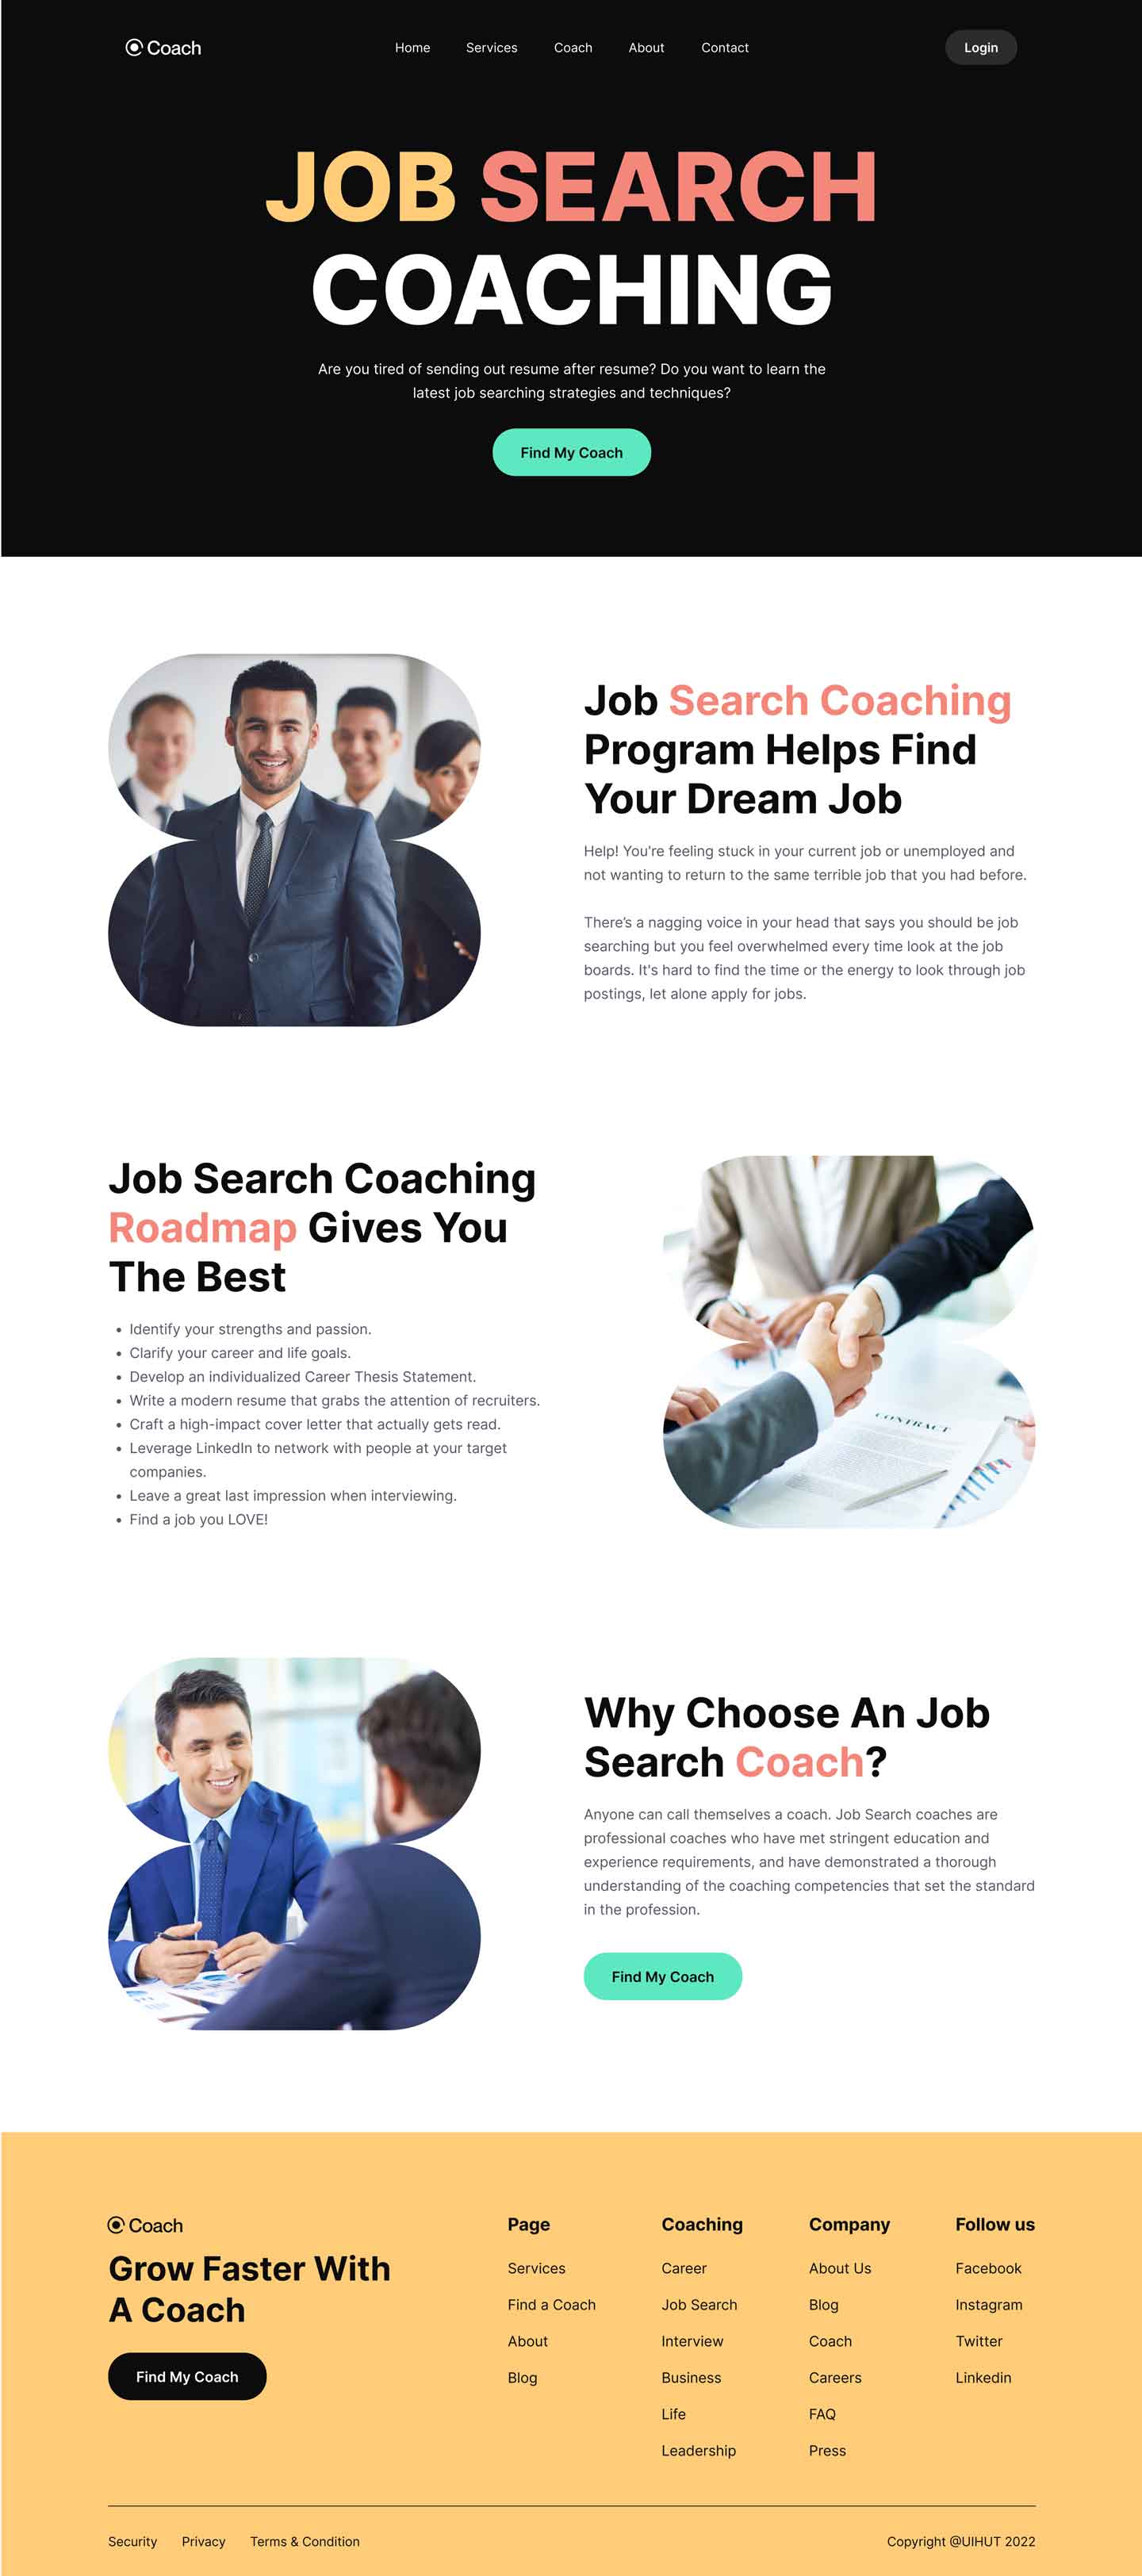 Coach
Home Services Coach About Contact
Login
JOB SEARCH
COACHING
Are you tired of sending out resume after resume? Do you want to learn the
latest job searching strategies and techniques?
Find My Coach
Job Search Coaching
Program Helps Find
Your Dream Job
Help! You're feeling stuck in your current job or unemployed and
not wanting to return to the same terrible job that you had before.
There's a nagging voice in your head that says you should be job
searching but you feel overwhelmed every time look at the job
boards. It's hard to find the time or the energy to look through job
postings, let alone apply for jobs.
Job Search Coaching
Roadmap Gives You
The Best
• Identify your strengths and passion.
• Clarify your career and life goals.
• Develop an individualized Career Thesis Statement.
• Write a modern resume that grabs the attention of recruiters.
• Craft a high-impact cover letter that actually gets read.
• Leverage LinkedIn to network with people at your target
companies.
• Leave a great last impression when interviewing.
• Find a job you LOVE!
CONTRACT
Why Choose An Job
Search Coach?
Anyone can call themselves a coach. Job Search coaches are
professional coaches who have met stringent education and
experience requirements, and have demonstrated a thorough
understanding of the coaching competencies that set the standard
in the profession.
Find My Coach
Coach
Grow Faster With
A Coach
Find My Coach
Page
Services
Find a Coach
About
Blog
Coaching
Career
Job Search
Interview
Business
Life
Leadership
Company
About Us
Blog
Coach
Careers
FAQ
Press
Follow us
Facebook
Instagram
Twitter
Linkedin
Security Privacy Terms & Condition
Copyright @UIHUT 2022